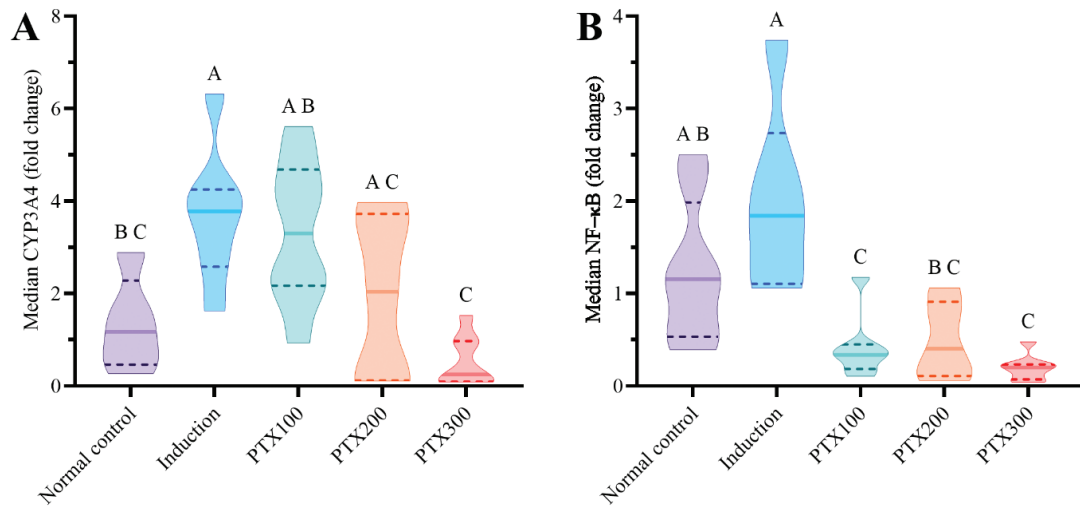 A
Median CYP3A4 (fold change)
8
6
4
2
0
B C
A
A B
A C
C
Normal control
Induction
PTX100
PTX200
PTX300
B
Median NF–κB (fold change)
4
3
2
1
0
A B
A
C
B C
C
Normal control
Induction
PTX100
PTX200
PTX300